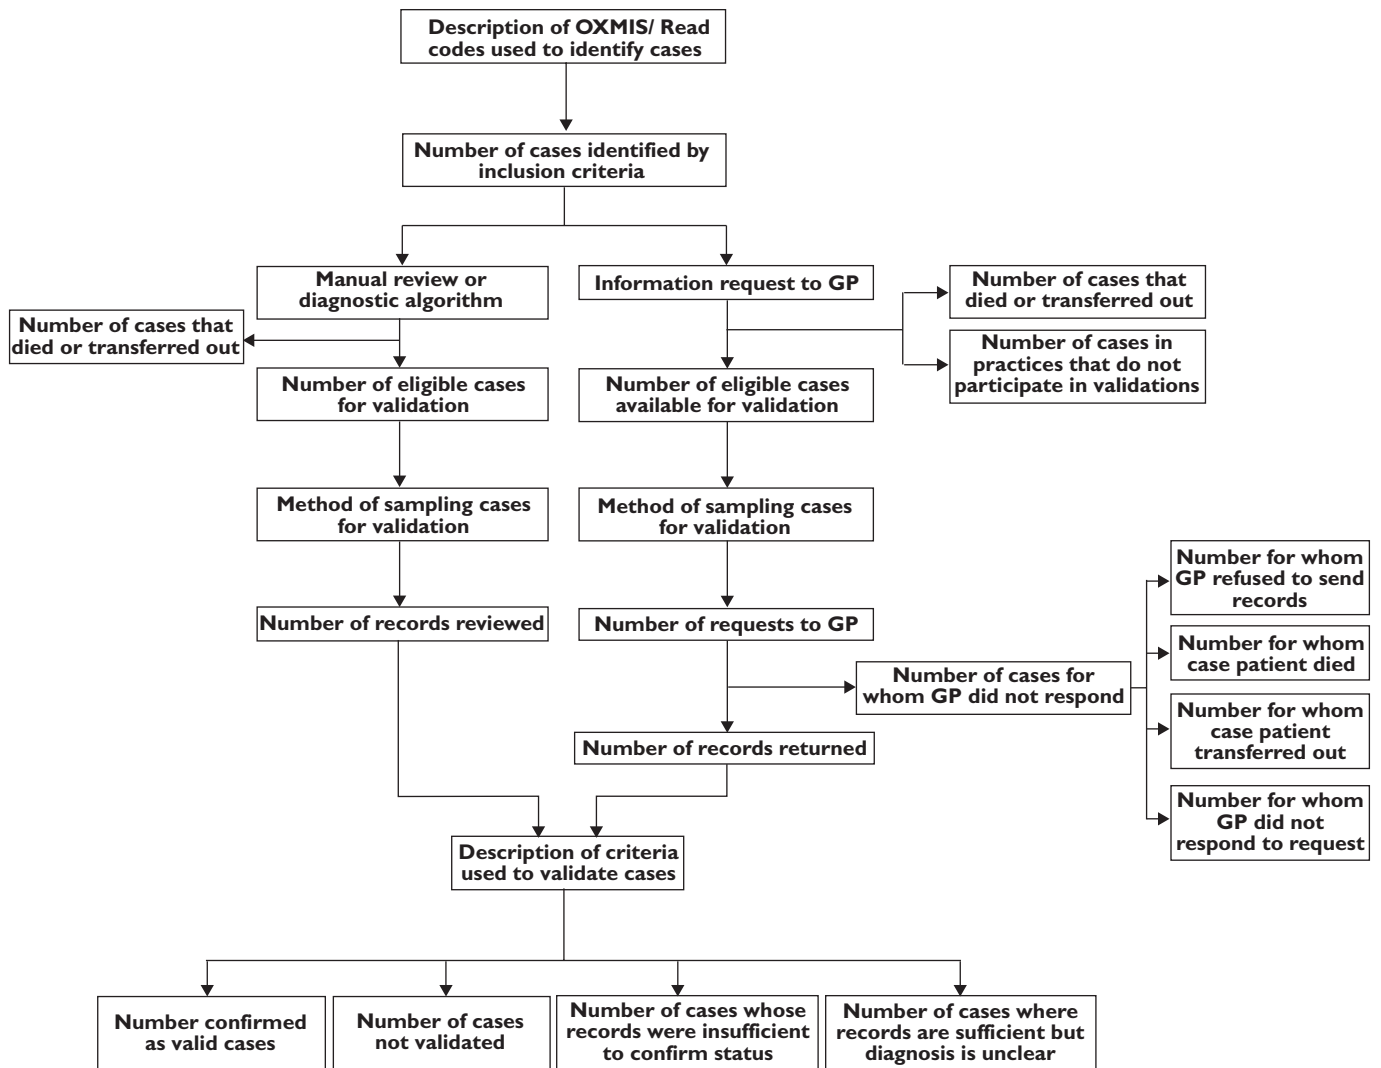 Description of OXMIS/ Read
codes used to identify cases
Number of cases identified by
inclusion criteria
Manual review or
diagnostic algorithm
Information request to GP
Number of cases that
died or transferred out
Number of cases that
died or transferred out
Number of cases in
practices that do not
participate in validations
Number of eligible cases
for validation
Number of eligible cases
available for validation
Method of sampling cases
for validation
Method of sampling cases
for validation
Number of records reviewed
Number of requests to GP
Number of cases for
whom GP did not respond
Number for whom
GP refused to send
records
Number for whom
case patient died
Number for whom
case patient
transferred out
Number for whom
GP did not
respond to request
Number of records returned
Description of criteria
used to validate cases
Number confirmed
as valid cases
Number of cases
not validated
Number of cases whose
records were insufficient
to confirm status
Number of cases where
records are sufficient but
diagnosis is unclear